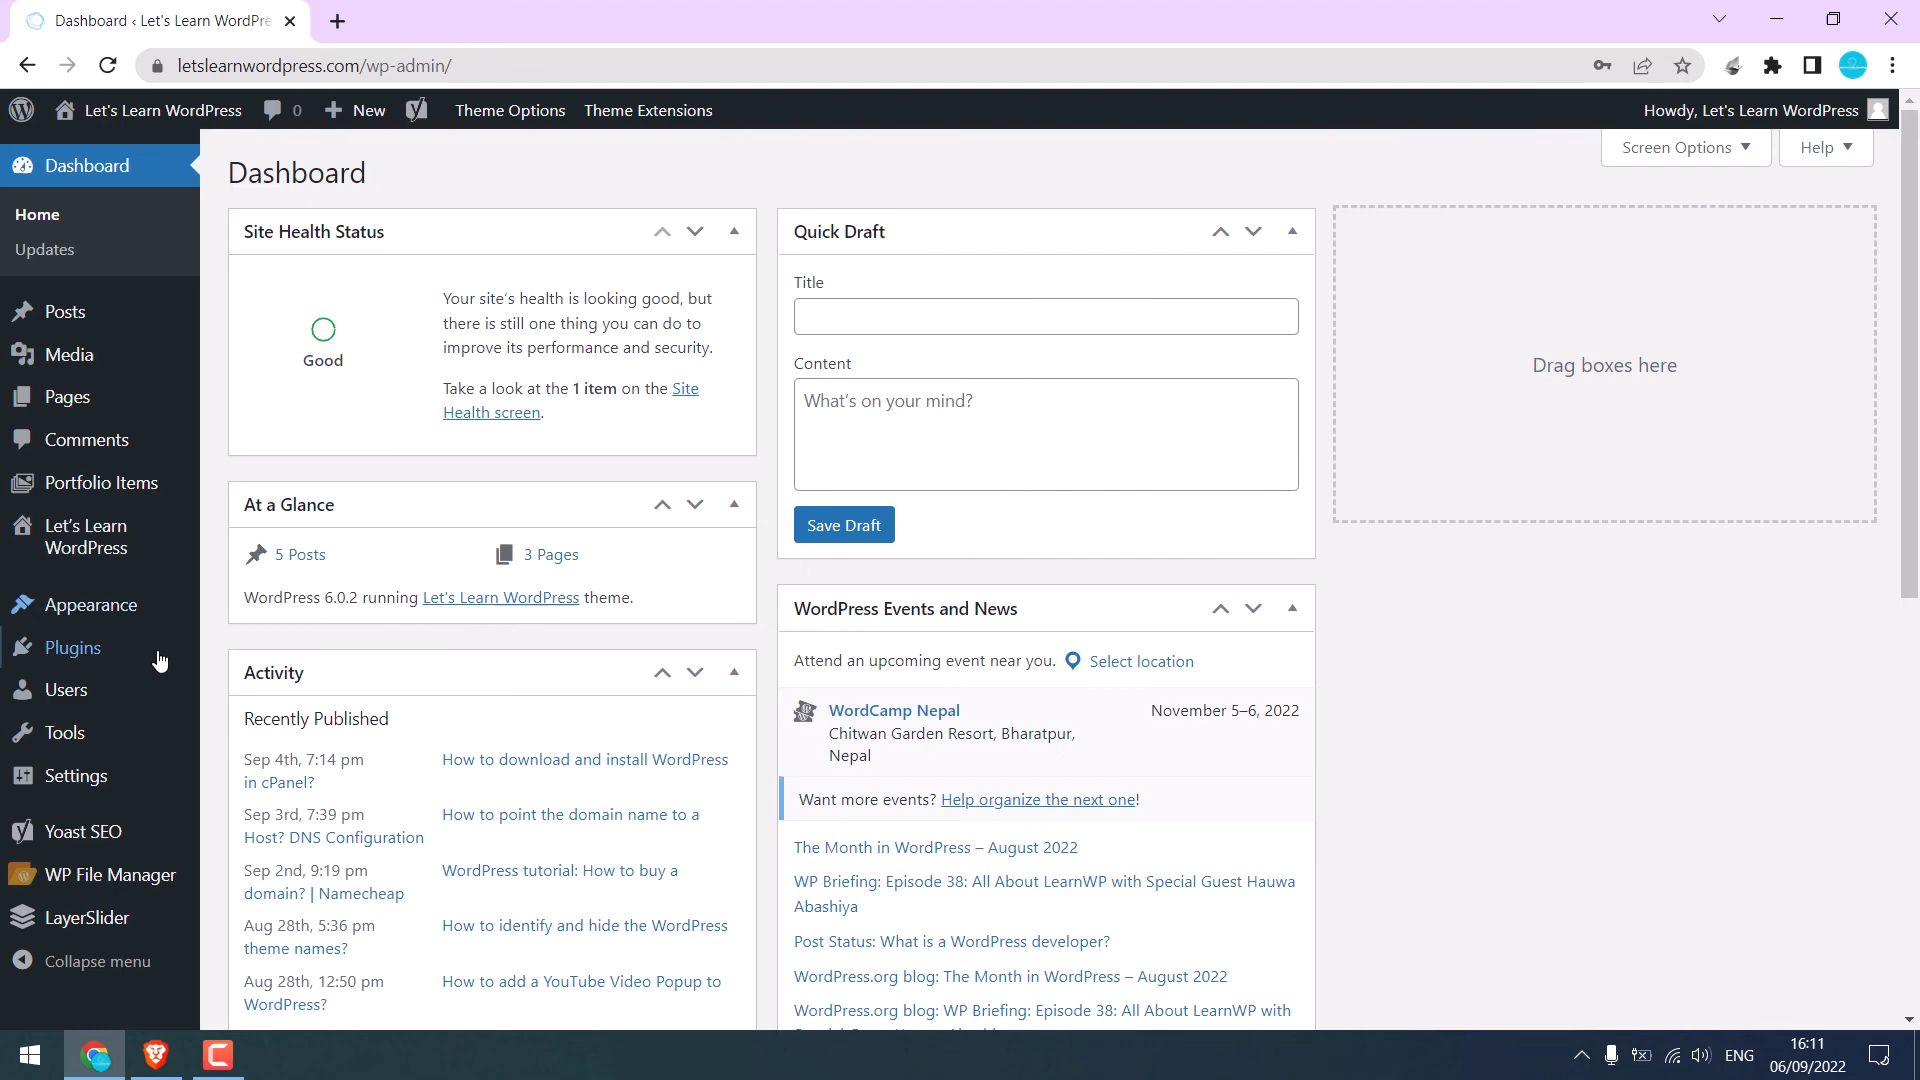 Dashboard ‹ Let's Learn WordPre
letslearnwordpress.com/wp-admin/
Let's Learn WordPress
0
New
Theme Options
Theme Extensions
Howdy, Let's Learn WordPress
Dashboard
Home
Updates
Posts
Media
Pages
Comments
Portfolio Items
Let's Learn
WordPress
Appearance
Plugins
Users
Tools
Settings
Yoast SEO
WP File Manager
LayerSlider
Collapse menu
Screen Options
Help
Dashboard
Site Health Status
Good
Your site's health is looking good, but
there is still one thing you can do to
improve its performance and security.
Take a look at the 1 item on the Site
Health screen.
At a Glance
5 Posts
3 Pages
WordPress 6.0.2 running Let's Learn WordPress theme.
Activity
Recently Published
Sep 4th, 7:14 pm How to download and install WordPress
in cPanel?
Sep 3rd, 7:39 pm How to point the domain name to a
Host? DNS Configuration
Sep 2nd, 9:19 pm WordPress tutorial: How to buy a
domain? | Namecheap
Aug 28th, 5:36 pm How to identify and hide the WordPress
theme names?
Aug 28th, 12:50 pm How to add a YouTube Video Popup to
WordPress?
Quick Draft
Title
Content
What's on your mind?
Save Draft
WordPress Events and News
Attend an upcoming event near you.
Select location
WordCamp Nepal
November 5–6, 2022
Chitwan Garden Resort, Bharatpur,
Nepal
Want more events? Help organize the next one!
The Month in WordPress – August 2022
WP Briefing: Episode 38: All About LearnWP with Special Guest Hauwa
Abashiya
Post Status: What is a WordPress developer?
WordPress.org blog: The Month in WordPress – August 2022
WordPress.org blog: WP Briefing: Episode 38: All About LearnWP with
Drag boxes here
ENG
16:11
06/09/2022